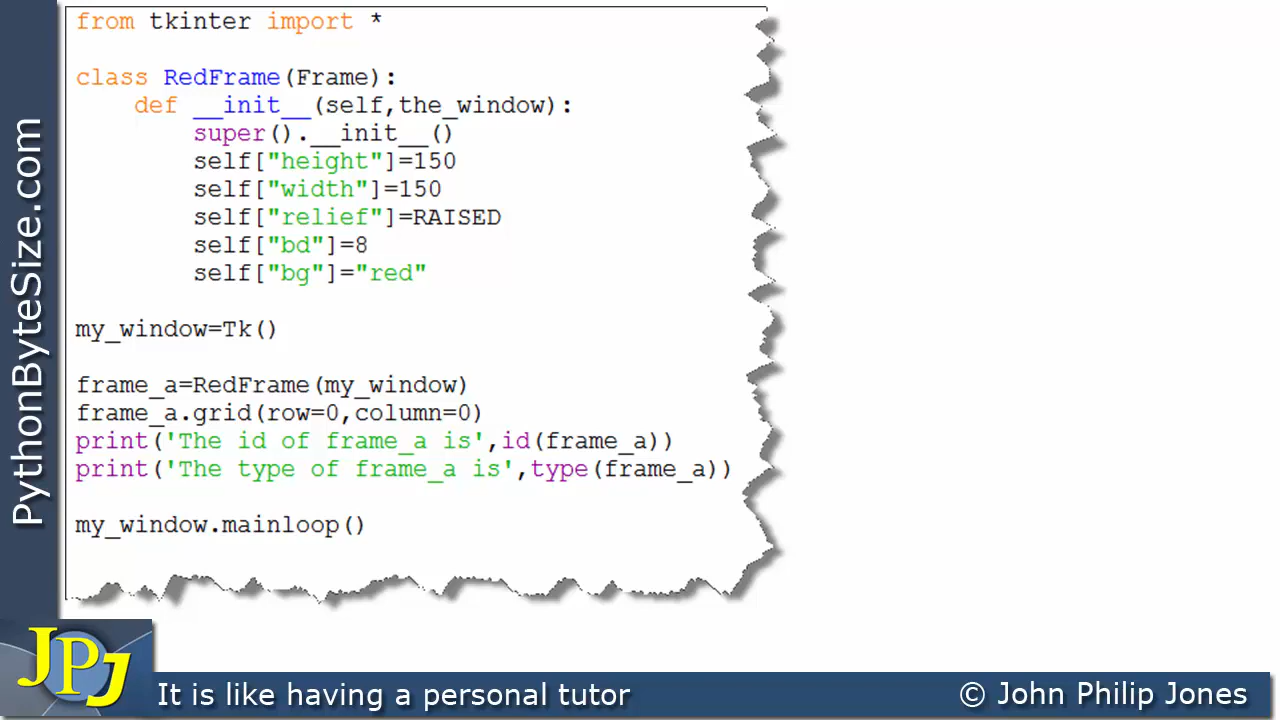 from tkinter import *
class RedFrame(Frame):
    def __init__(self,the_window):
        super().__init__()
        self["height"]=150
        self["width"]=150
        self["relief"]=RAISED
        self["bd"]=8
        self["bg"]="red"
my_window=Tk()
frame_a=RedFrame(my_window)
frame_a.grid(row=0,column=0)
print('The id of frame_a is',id(frame_a))
print('The type of frame_a is',type(frame_a))
my_window.mainloop()
PythonByteSize.com
JPJ
It is like having a personal tutor
© John Philip Jones